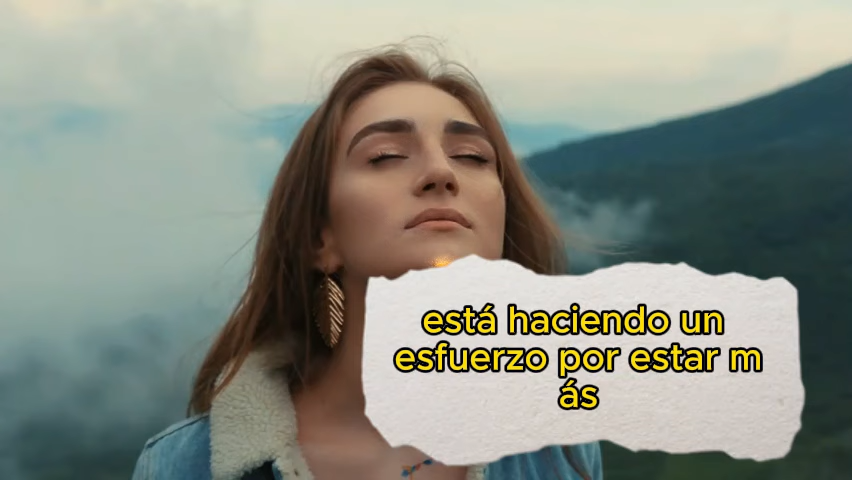 está haciendo un
esfuerzo por estar m
ás